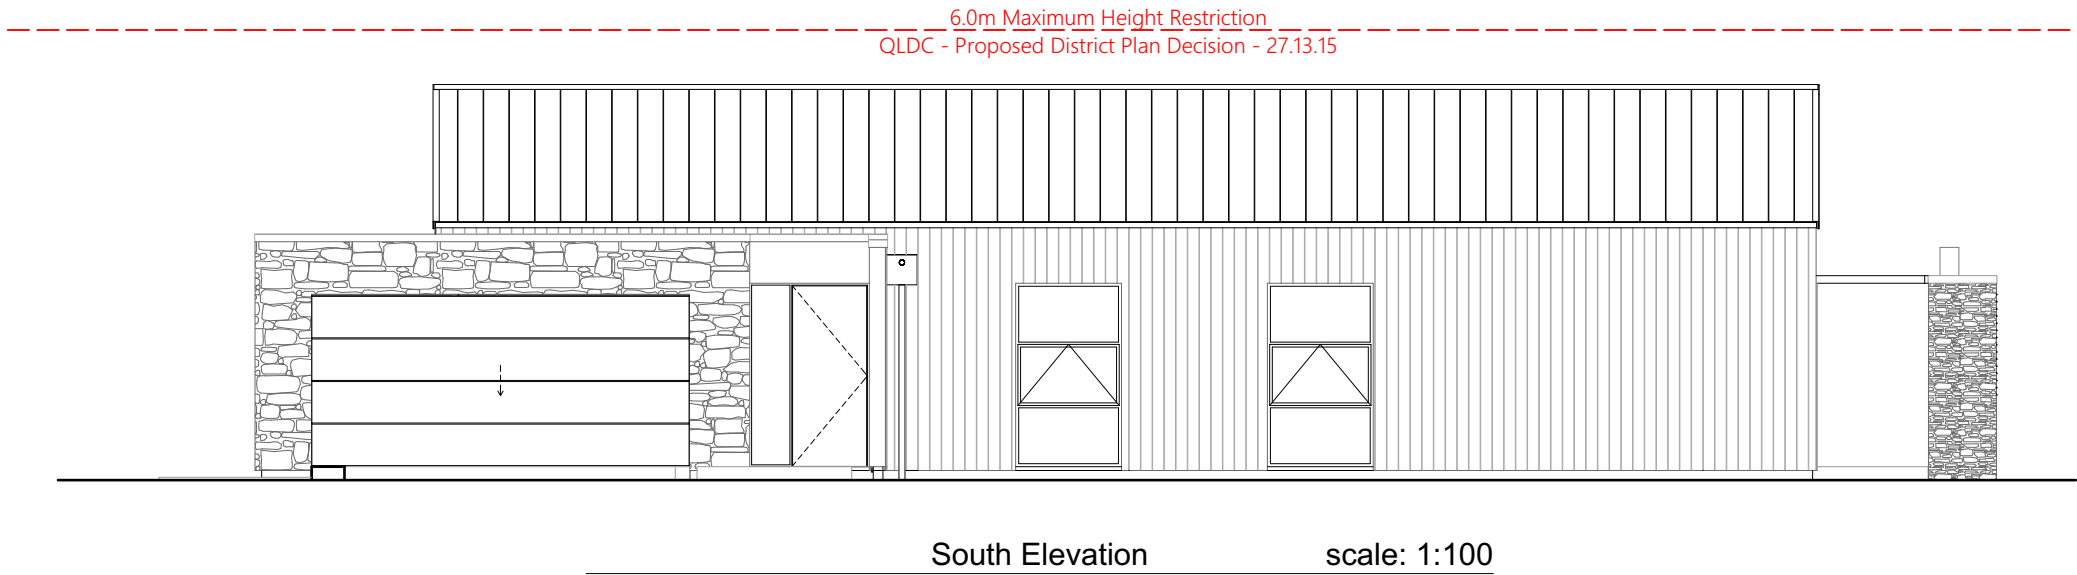 6.0m Maximum Height Restriction
QLDC - Proposed District Plan Decision - 27.13.15
South Elevation scale: 1:100